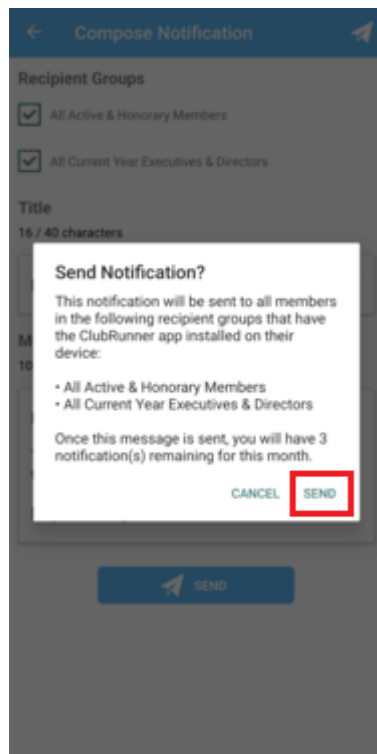 Compose Notification
Recipient Groups
All Active & Honorary Members
All Current Year Executives & Directors
Title
16 / 40 characters
Send Notification?
This notification will be sent to all members
in the following recipient groups that have
the ClubRunner app installed on their
device:
• All Active & Honorary Members
• All Current Year Executives & Directors
Once this message is sent, you will have 3
notification(s) remaining for this month.
CANCEL SEND
M
10
SEND